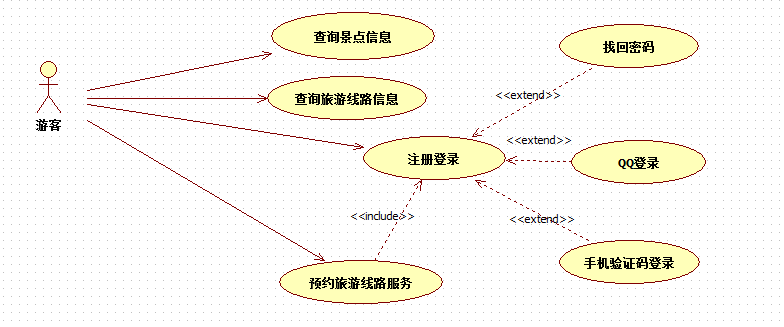 查询景点信息
找回密码
查询旅游线路信息
<<extend>>
游客
<<extend>>
注册登录
QQ登录
<<include>>
<<extend>>
手机验证码登录
预约旅游线路服务